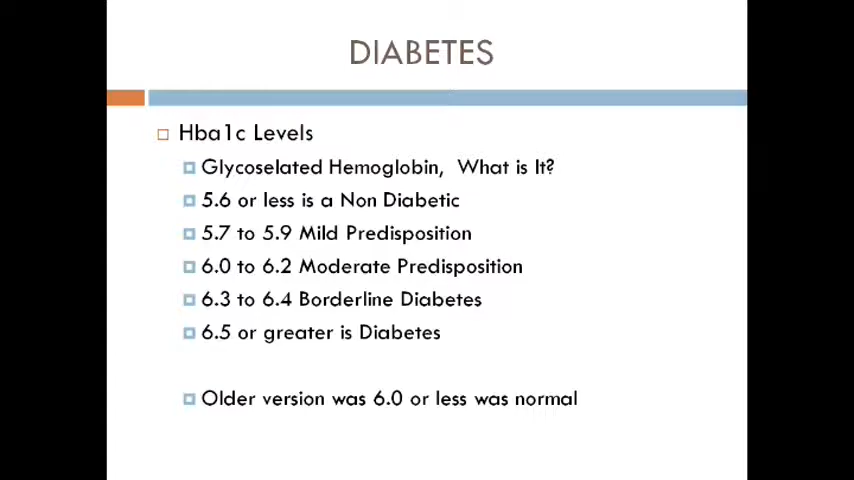 DIABETES
Hba1c Levels
Glycoselated Hemoglobin, What is It?
5.6 or less is a Non Diabetic
5.7 to 5.9 Mild Predisposition
6.0 to 6.2 Moderate Predisposition
6.3 to 6.4 Borderline Diabetes
6.5 or greater is Diabetes
Older version was 6.0 or less was normal